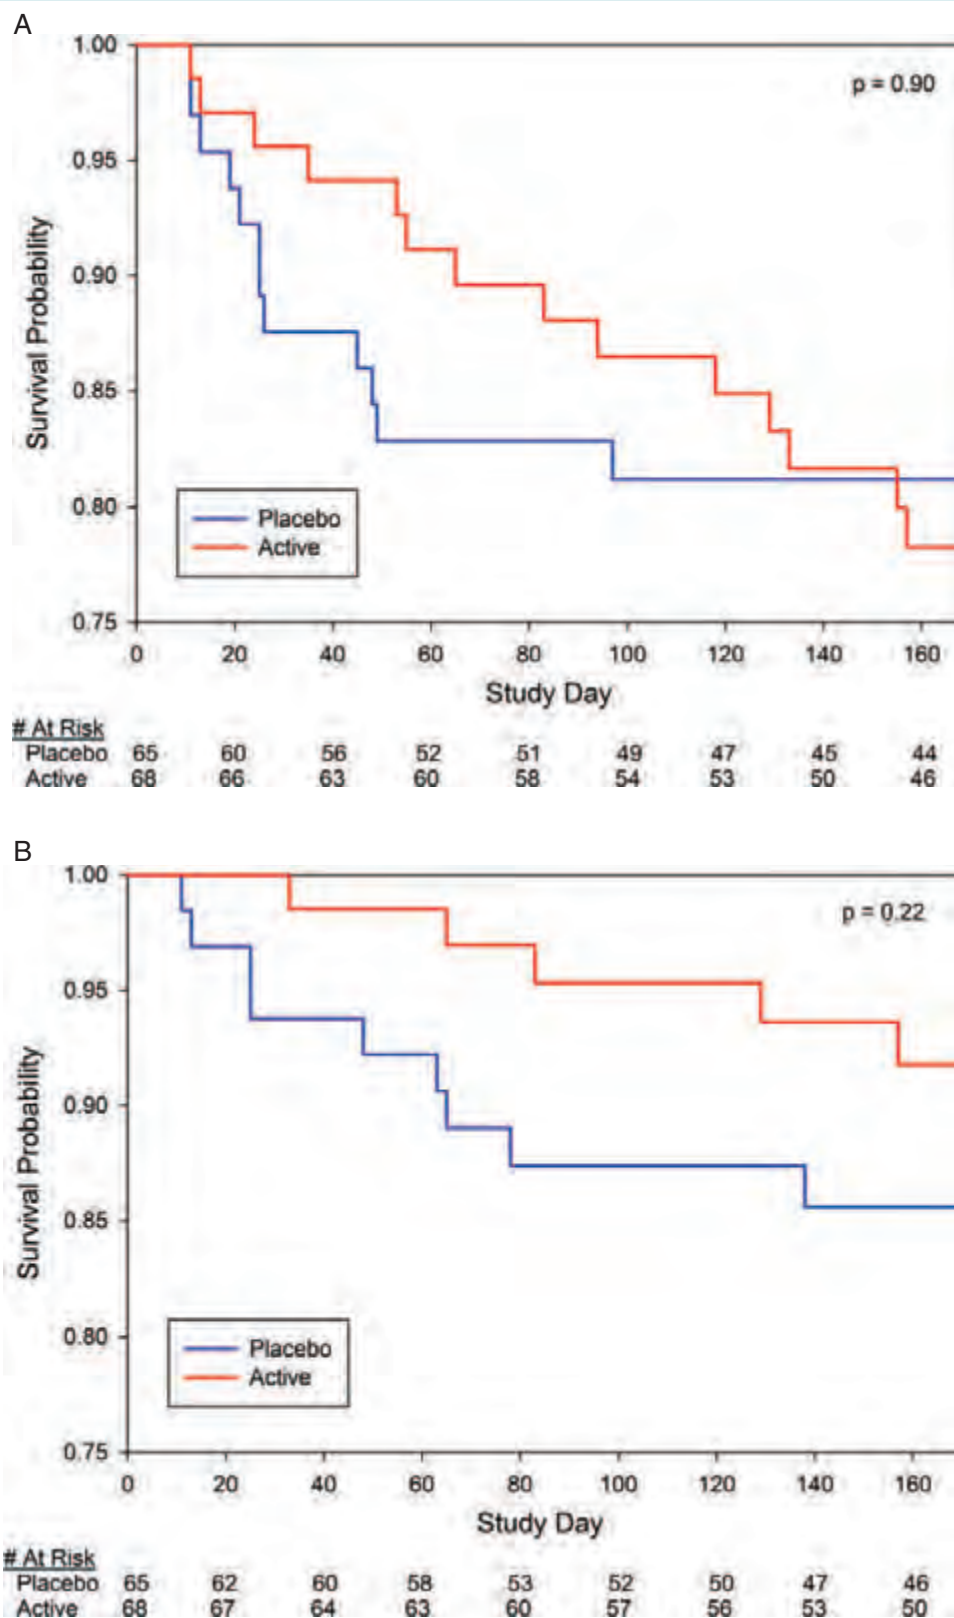 A
1.00
p = 0.90
0.95
0.90
0.85
0.80
0.75
Survival Probability
Placebo
Active
0 20 40 60 80 100 120 140 160
Study Day
# At Risk
Placebo 65 60 56 52 51 49 47 45 44
Active 68 66 63 60 58 54 53 50 46
B
1.00
p = 0.22
0.95
0.90
0.85
0.80
0.75
Survival Probability
Placebo
Active
0 20 40 60 80 100 120 140 160
Study Day
# At Risk
Placebo 65 62 60 58 53 52 50 47 46
Active 68 67 64 63 60 57 56 53 50